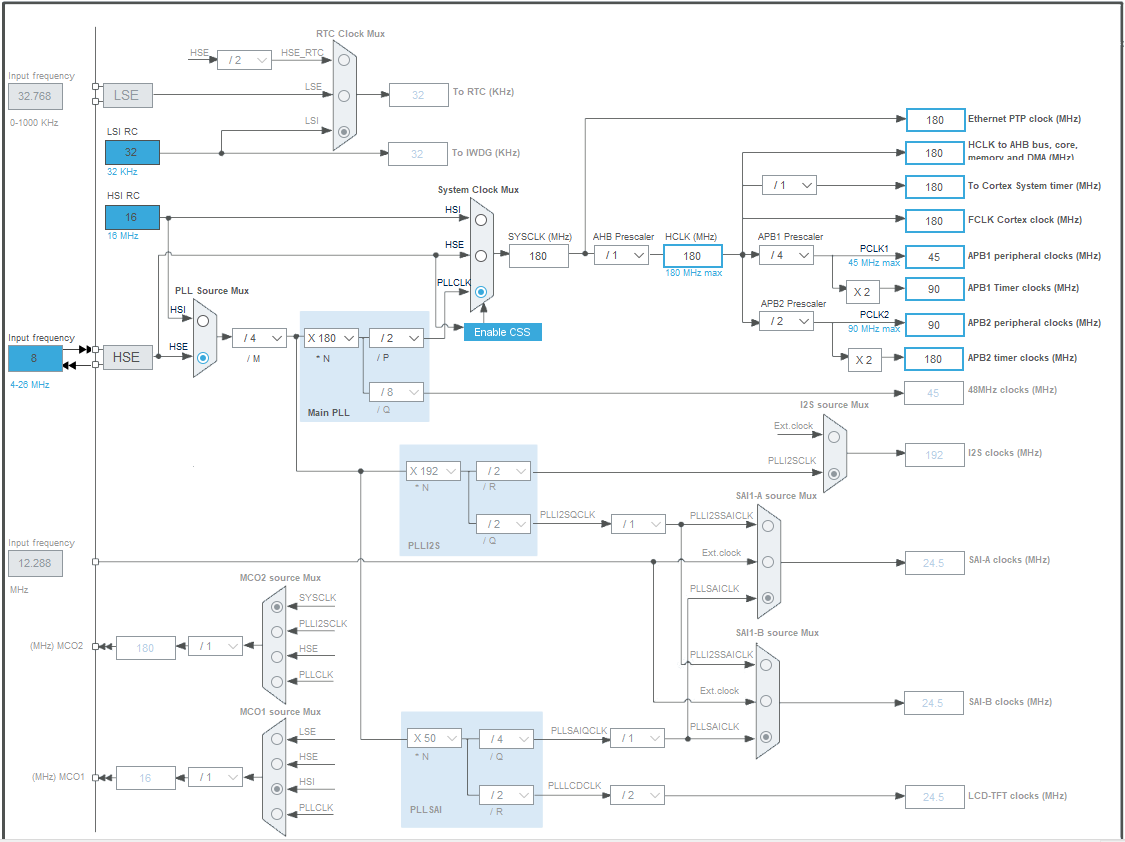 RTC Clock Mux
HSE
/ 2
HSE_RTC
Input frequency
32.768
LSE
LSE
32
To RTC (KHz)
0-1000 KHz
LSI RC
LSI
32
32
To IWDG (KHz)
32 KHz
Ethernet PTP clock (MHz)
180
HCLK to AHB bus, core,
memory and DMA (MHz)
180
HSI RC
System Clock Mux
/ 1
180
To Cortex System timer (MHz)
16
HSI
180
FCLK Cortex clock (MHz)
16 MHz
HSE
SYSCLK (MHz)
AHB Prescaler
HCLK (MHz)
APB1 Prescaler
180
/ 1
180
180 MHz max
/ 4
PCLK1
45 MHz max
45
APB1 peripheral clocks (MHz)
PLLCLK
X 2
90
APB1 Timer clocks (MHz)
PLL Source Mux
HSI
APB2 Prescaler
/ 2
PCLK2
90 MHz max
90
APB2 peripheral clocks (MHz)
Enable CSS
X 2
180
APB2 timer clocks (MHz)
Input frequency
8
HSE
HSE
/ 4
/ M
X 180
* N
/ 2
/ P
4-26 MHz
/ 8
/ Q
Main PLL
45
48MHz clocks (MHz)
I2S source Mux
Ext.clock
PLLI2SCLK
192
I2S clocks (MHz)
X 192
* N
/ 2
/ R
SAI1-A source Mux
/ 2
/ Q
PLLI2S
PLLI2SQCLK
/ 1
PLLI2SSAICLK
Input frequency
12.288
MHz
Ext.clock
24.5
SAI-A clocks (MHz)
PLLSAICLK
MCO2 source Mux
SYSCLK
PLLI2SCLK
HSE
PLLCLK
(MHz) MCO2
180
/ 1
SAI1-B source Mux
PLLI2SSAICLK
Ext.clock
24.5
SAI-B clocks (MHz)
PLLSAICLK
MCO1 source Mux
LSE
HSE
HSI
PLLCLK
(MHz) MCO1
16
/ 1
X 50
* N
/ 4
/ Q
PLLSAIQCLK
/ 1
/ 2
/ R
PLLSAI
PLLLCDCLK
/ 2
24.5
LCD-TFT clocks (MHz)